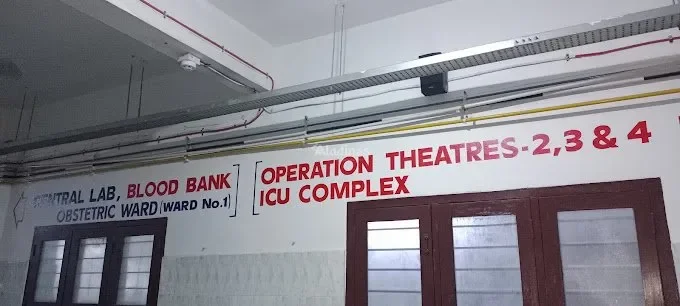 CENTRAL LAB, BLOOD BANK
OBSTETRIC WARD (WARD No.1)
OPERATION THEATRES-2,3 & 4
ICU COMPLEX